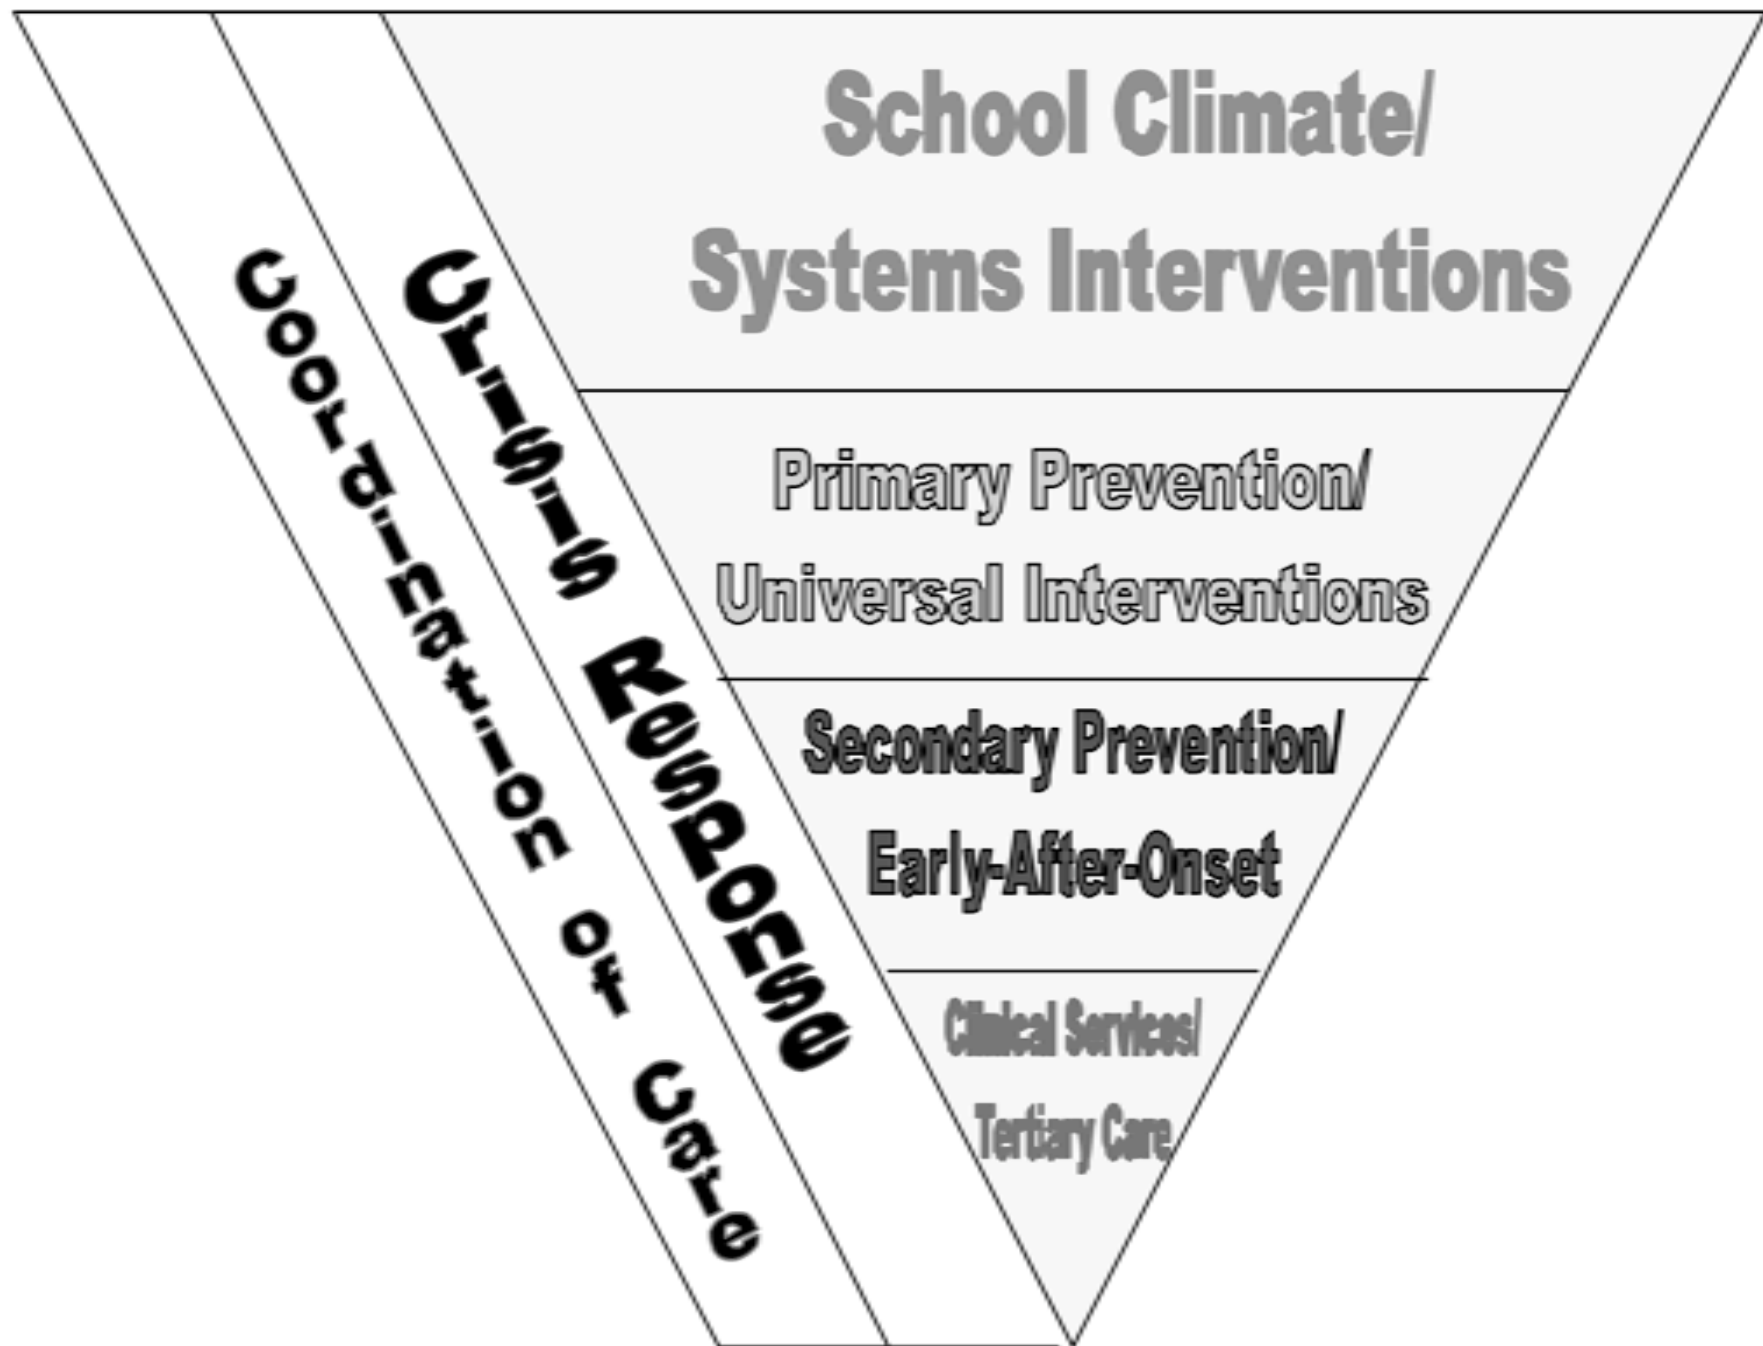 School Climate/
Systems Interventions
Primary Prevention/
Universal Interventions
Secondary Prevention/
Early-After-Onset
Clinical Services/
Tertiary Care
Crisis Response
Coordination of Care